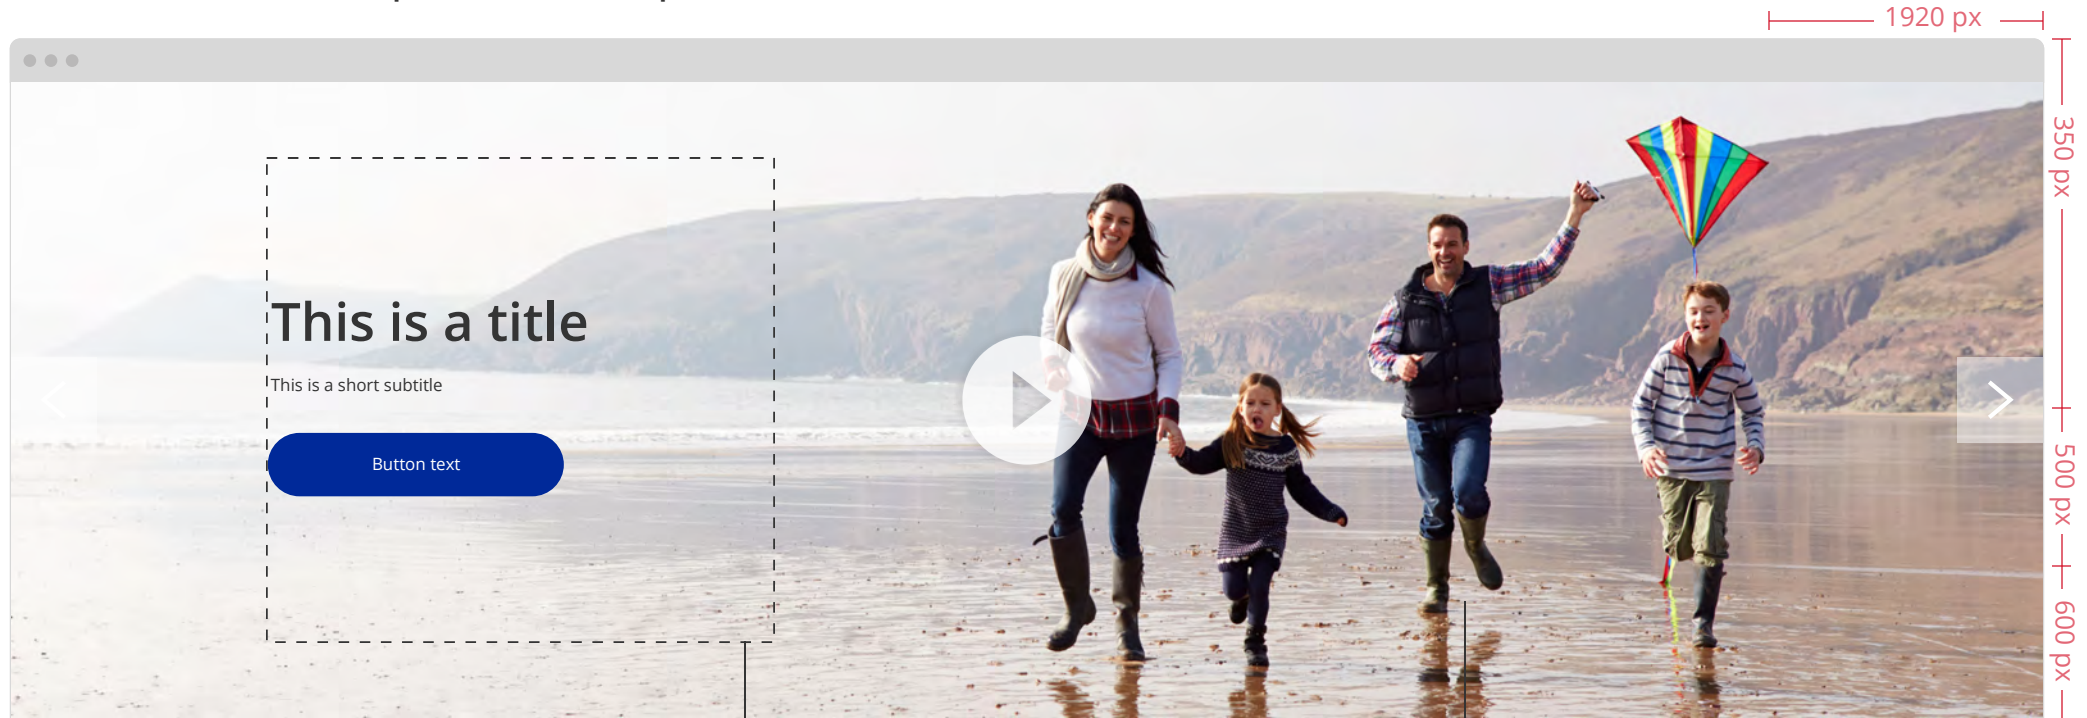 1920 px
350 px
This is a title
This is a short subtitle
Button text
500 px
600 px